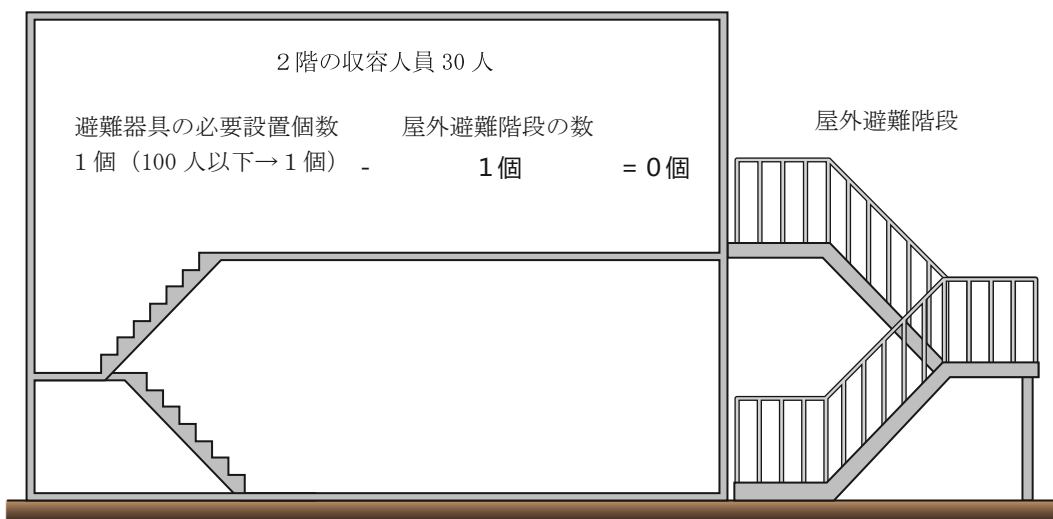 ２階の収容人員 30 人
避難器具の必要設置個数
屋外避難階段の数
屋外避難階段
１個（100 人以下→１個） - 1個 = 0個